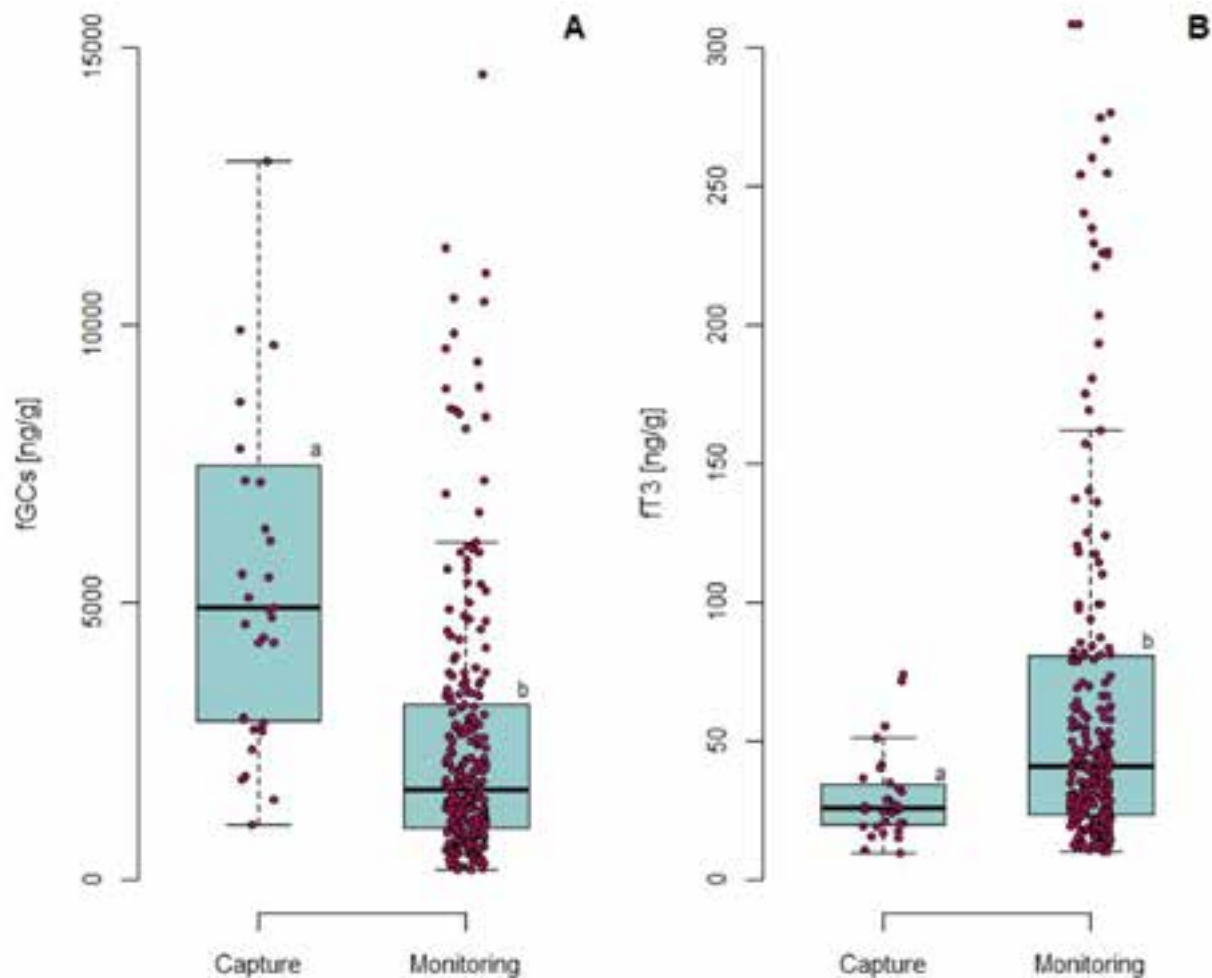 A
fGCs [ng/g]
15000
10000
5000
0
a
b
Capture Monitoring
B
fT3 [ng/g]
300
250
200
150
100
50
0
a
b
Capture Monitoring